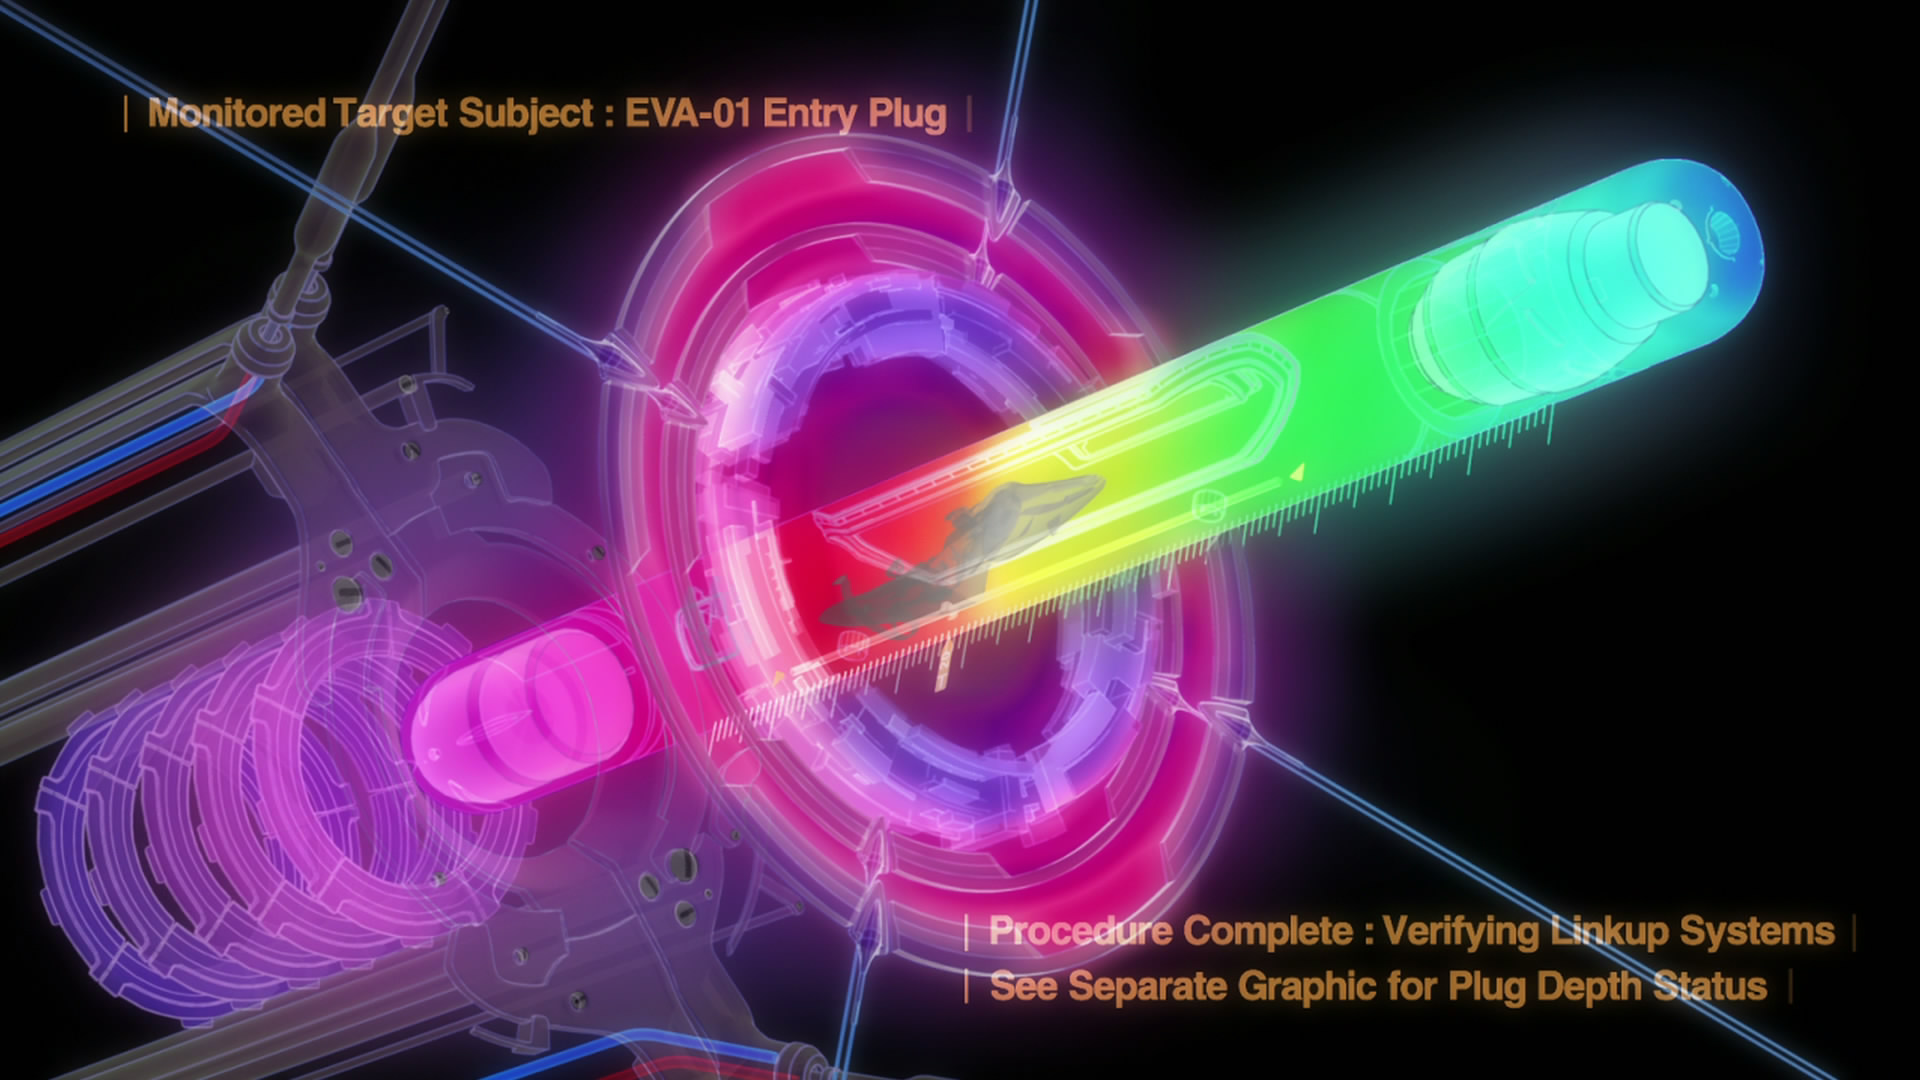 | Monitored Target Subject : EVA-01 Entry Plug |
| Procedure Complete : Verifying Linkup Systems |
| See Separate Graphic for Plug Depth Status |